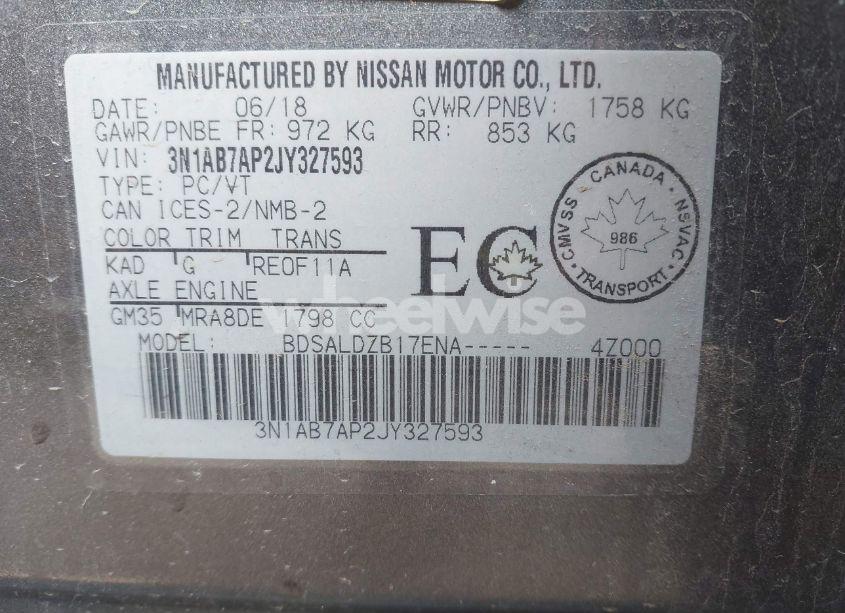 MANUFACTURED BY NISSAN MOTOR CO., LTD.
DATE: 06/18 GVWR/PNBV: 1758 KG
GAWR/PNBE FR: 972 KG RR: 853 KG
VIN: 3N1AB7AP2JY327593
TYPE: PC/VT
CAN ICES-2/NMB-2
COLOR TRIM TRANS
KAD G RE0F11A
AXLE ENGINE
GM35 MRA8DE 1798 CC
EC
CANADA
CMVSS 986 NSVAC
TRANSPORT
wheelwise
MODEL: BDSALDZB17ENA----- 4Z000
3N1AB7AP2JY327593